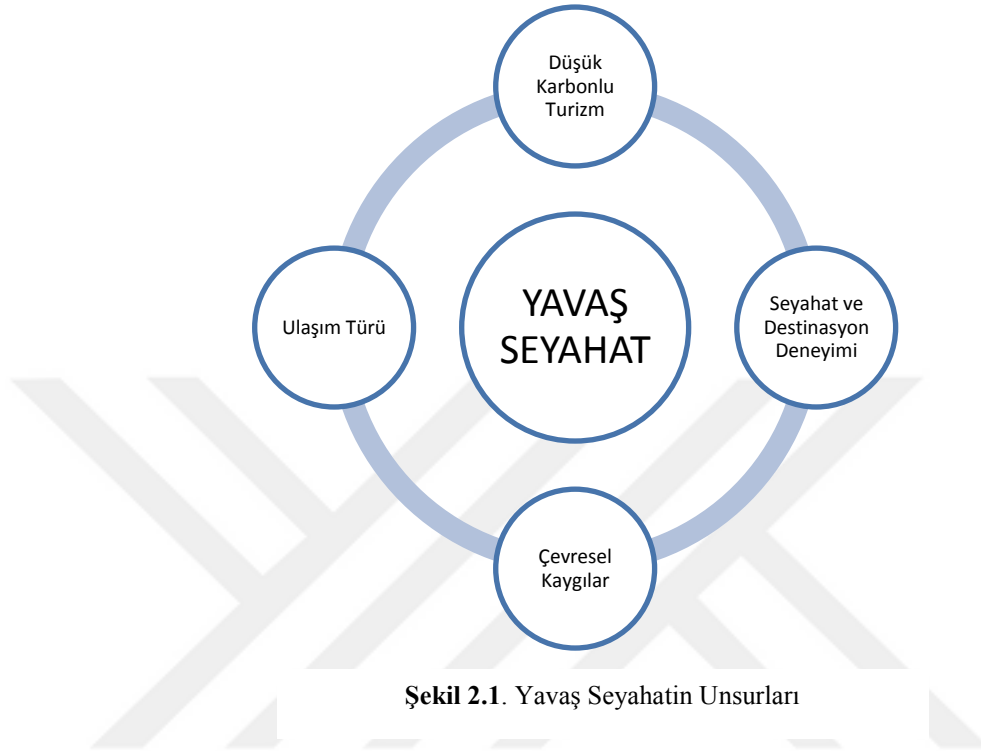 Düşük
Karbonlu
Turizm
Ulaşım Türü
YAVAŞ
SEYAHAT
Seyahat ve
Destinasyon
Deneyimi
Çevresel
Kaygılar
Şekil 2.1. Yavaş Seyahatin Unsurları